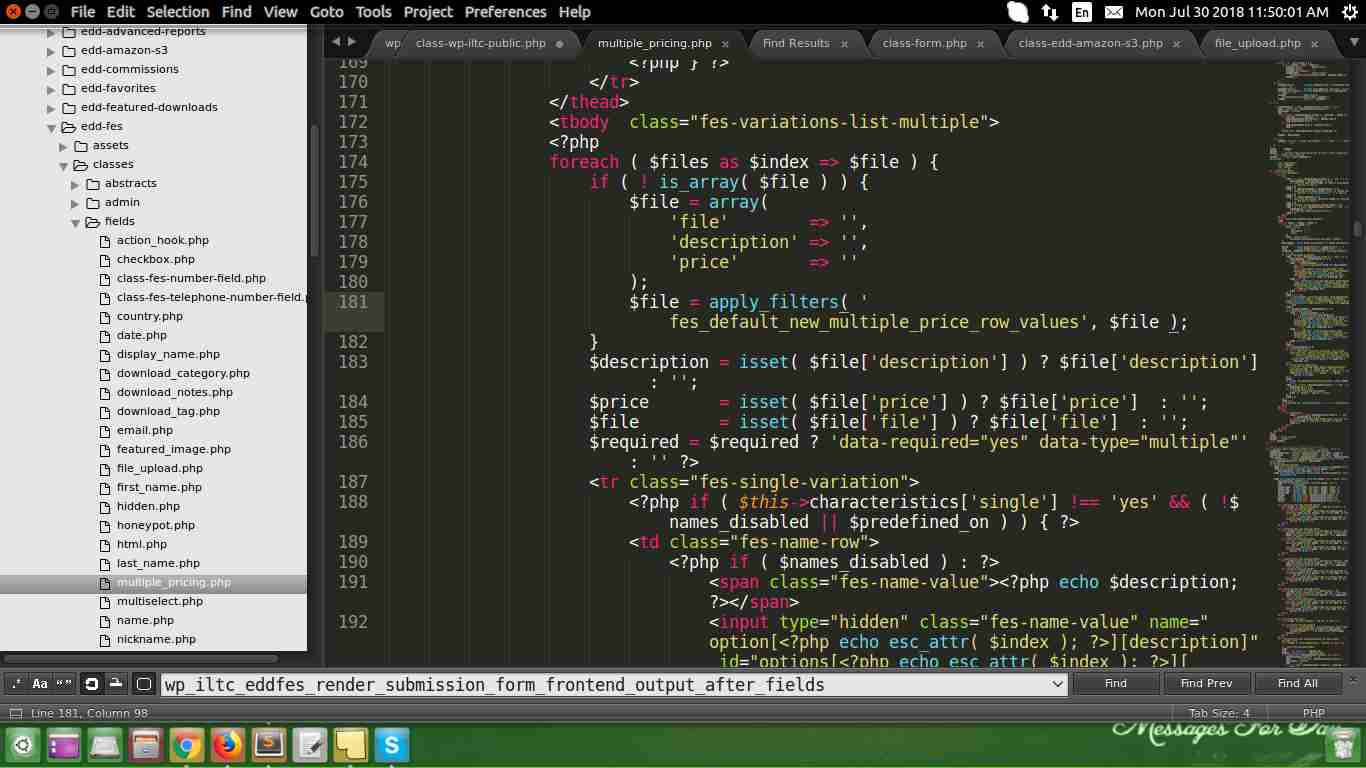 File Edit Selection Find View Goto Tools Project Preferences Help
En Mon Jul 30 2018 11:50:01 AM
edd-advanced-reports
edd-amazon-s3
edd-commissions
edd-favorites
edd-featured-downloads
edd-fes
assets
classes
abstracts
admin
fields
action_hook.php
checkbox.php
class-fes-number-field.php
class-fes-telephone-number-field.p
country.php
date.php
display_name.php
download_category.php
download_notes.php
download_tag.php
email.php
featured_image.php
file_upload.php
first_name.php
hidden.php
honeypot.php
html.php
last_name.php
multiple_pricing.php
multiselect.php
name.php
nickname.php
wp class-wp-iltc-public.php multiple_pricing.php × Find Results × class-form.php × class-edd-amazon-s3.php × file_upload.php ×
169 <?php } ?>
170 </tr>
171 </thead>
172 <tbody  class="fes-variations-list-multiple">
173 <?php
174 foreach ( $files as $index => $file ) {
175 if ( ! is_array( $file ) ) {
176 $file = array(
177 'file'        => '',
178 'description' => '',
179 'price'       => ''
180 );
181 $file = apply_filters( '
fes_default_new_multiple_price_row_values', $file );
182 }
183 $description = isset( $file['description'] ) ? $file['description']
: '';
184 $price       = isset( $file['price'] ) ? $file['price']  : '';
185 $file        = isset( $file['file'] ) ? $file['file']  : '';
186 $required = $required ? 'data-required="yes" data-type="multiple"'
: '' ?>
187 <tr class="fes-single-variation">
188 <?php if ( $this->characteristics['single'] !== 'yes' && ( !$
names_disabled || $predefined_on ) ) { ?>
189 <td class="fes-name-row">
190 <?php if ( $names_disabled ) : ?>
191 <span class="fes-name-value"><?php echo $description;
?></span>
192 <input type="hidden" class="fes-name-value" name="
option[<?php echo esc_attr( $index ); ?>][description]"
id="options[<?php echo esc_attr( $index ); ?>][
.* Aa “” wp_iltc_eddfes_render_submission_form_frontend_output_after_fields Find Find Prev Find All ×
Line 181, Column 98 Tab Size: 4 PHP
Messages For Day